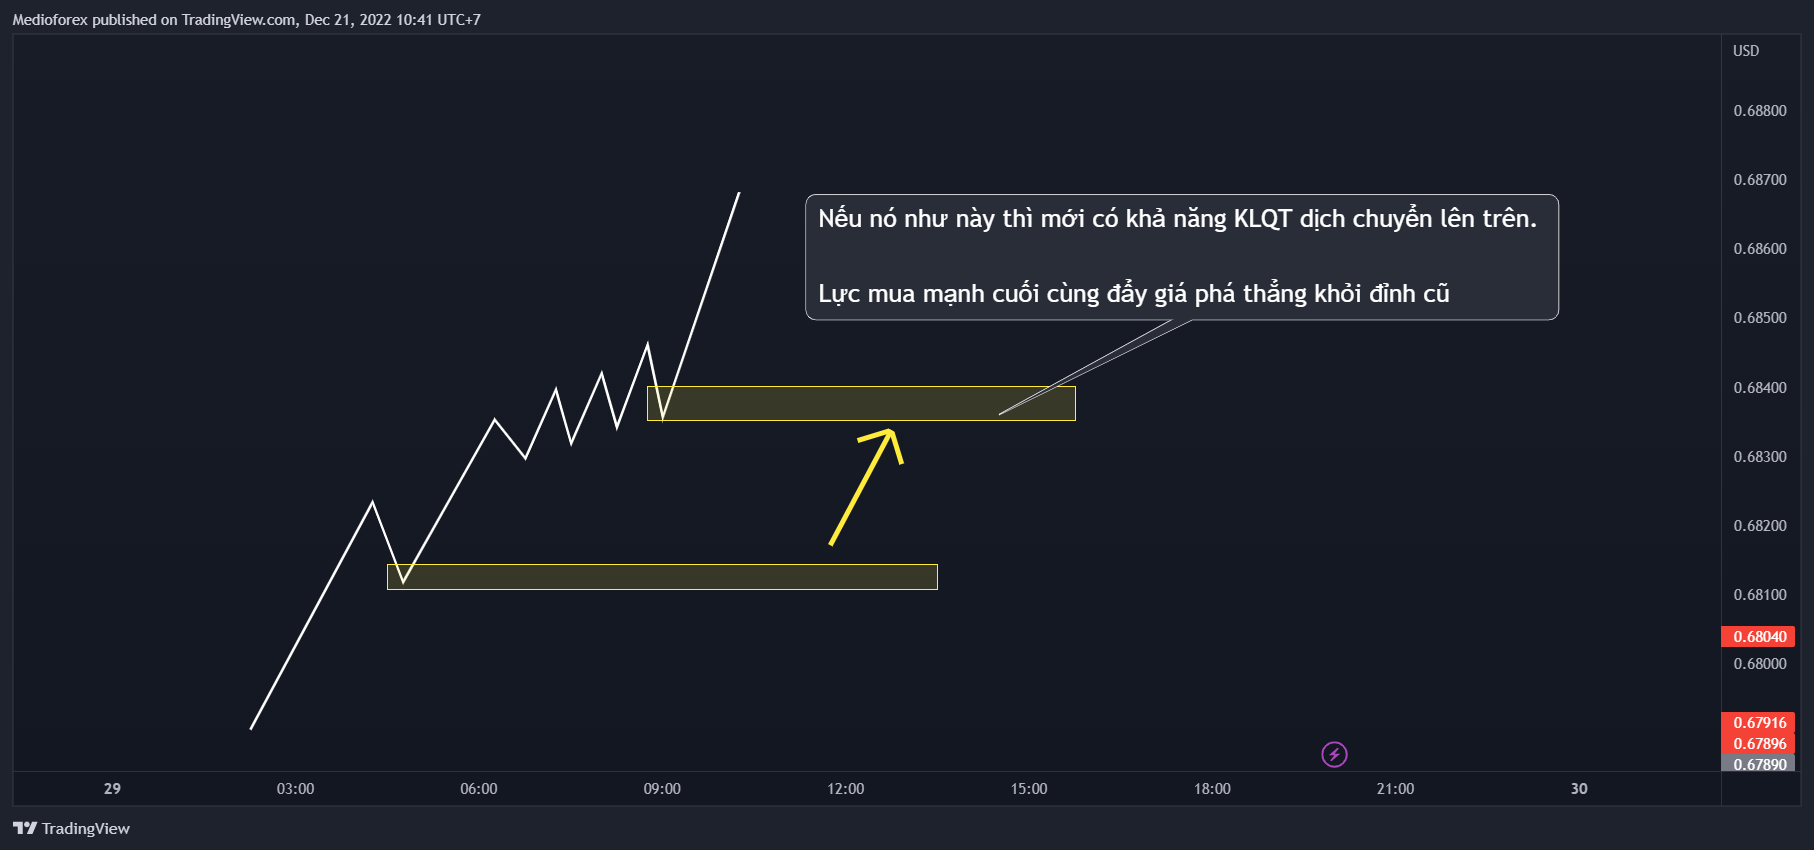 Medioforex published on TradingView.com, Dec 21, 2022 10:41 UTC+7
USD
0.68800
0.68700
Nếu nó như này thì mới có khả năng KLQT dịch chuyển lên trên.
0.68600
Lực mua mạnh cuối cùng đẩy giá phá thẳng khỏi đỉnh cũ
0.68500
0.68400
0.68300
0.68200
0.68100
0.68040
0.68000
0.67916
0.67896
0.67890
29 03:00 06:00 09:00 12:00 15:00 18:00 21:00 30
TradingView